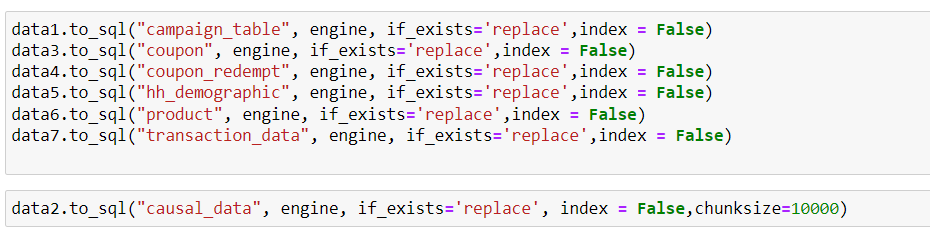 data1.to_sql("campaign_table", engine, if_exists='replace',index = False)
data3.to_sql("coupon", engine, if_exists='replace',index = False)
data4.to_sql("coupon_redempt", engine, if_exists='replace',index = False)
data5.to_sql("hh_demographic", engine, if_exists='replace',index = False)
data6.to_sql("product", engine, if_exists='replace',index = False)
data7.to_sql("transaction_data", engine, if_exists='replace',index = False)
data2.to_sql("causal_data", engine, if_exists='replace', index = False,chunksize=10000)